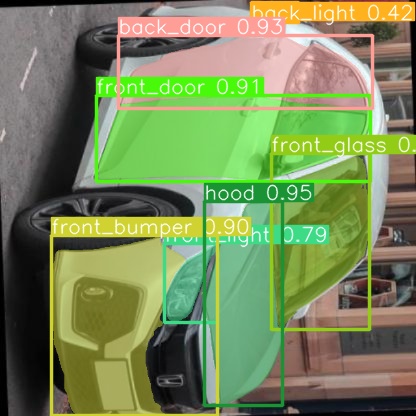 back_light 0.42
back_door 0.93
front_door 0.91
front_glass 0.
hood 0.95
front_bumper 0.90
front_light 0.79